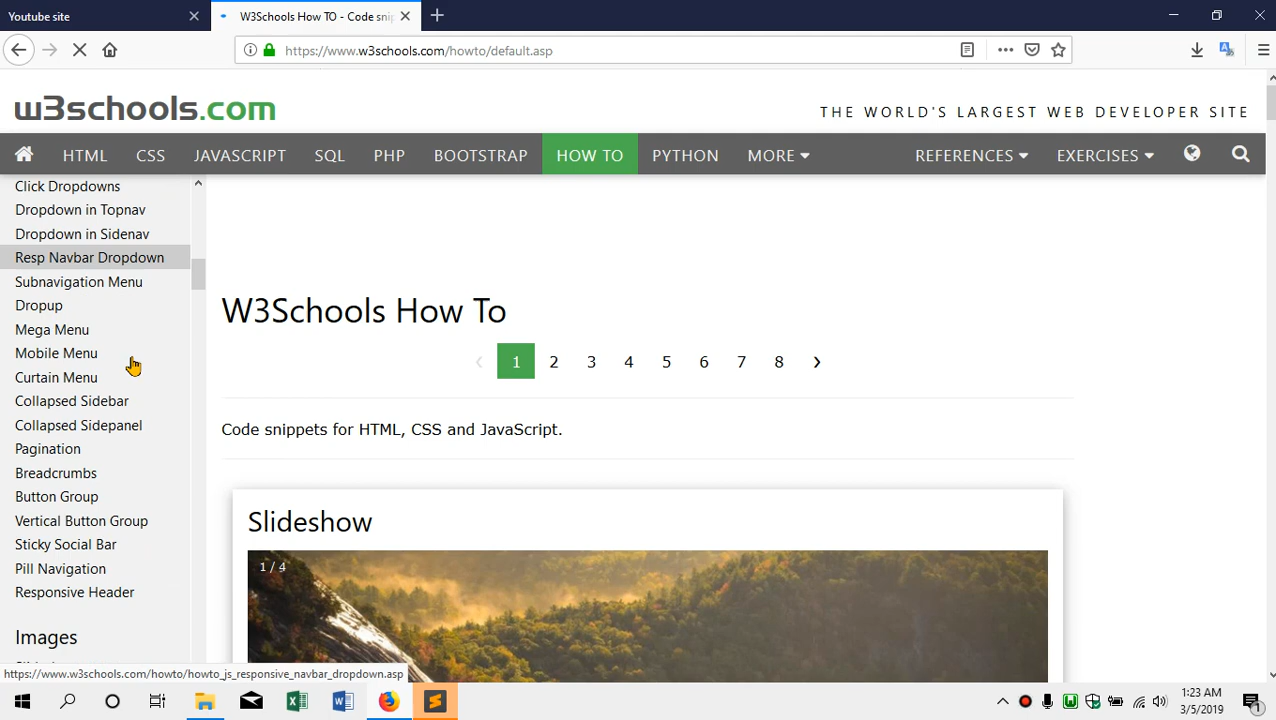 Youtube site
W3Schools How TO - Code snip
https://www.w3schools.com/howto/default.asp
w3schools.com
THE WORLD'S LARGEST WEB DEVELOPER SITE
HTML CSS JAVASCRIPT SQL PHP BOOTSTRAP HOW TO PYTHON MORE REFERENCES EXERCISES
Click Dropdowns
Dropdown in Topnav
Dropdown in Sidenav
Resp Navbar Dropdown
Subnavigation Menu
Dropup
Mega Menu
Mobile Menu
Curtain Menu
Collapsed Sidebar
Collapsed Sidepanel
Pagination
Breadcrumbs
Button Group
Vertical Button Group
Sticky Social Bar
Pill Navigation
Responsive Header
Images
W3Schools How To
‹ 1 2 3 4 5 6 7 8 ›
Code snippets for HTML, CSS and JavaScript.
Slideshow
1 / 4
https://www.w3schools.com/howto/howto_js_responsive_navbar_dropdown.asp
1:23 AM
3/5/2019
1